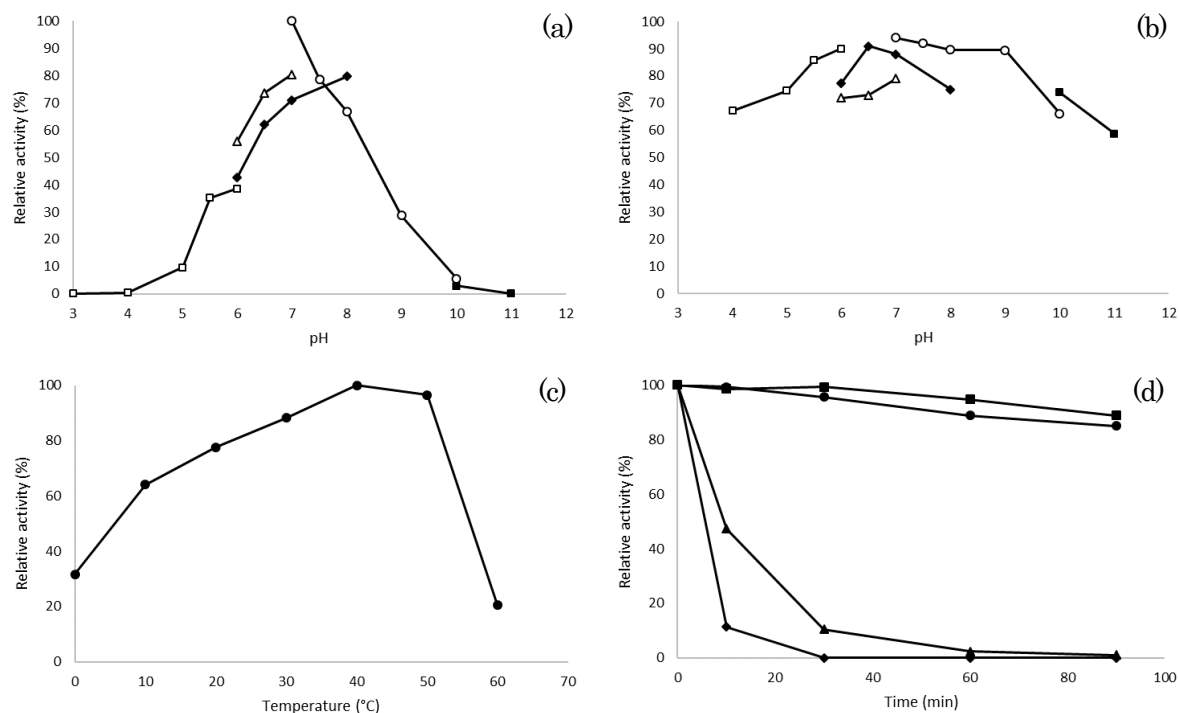 (a)
Relative activity (%)
100
90
80
70
60
50
40
30
20
10
0
3 4 5 6 7 8 9 10 11 12
pH
(b)
Relative activity (%)
100
90
80
70
60
50
40
30
20
10
0
3 4 5 6 7 8 9 10 11 12
pH
(c)
Relative activity (%)
100
80
60
40
20
0
0 10 20 30 40 50 60 70
Temperature (°C)
(d)
Relative activity (%)
100
80
60
40
20
0
0 20 40 60 80 100
Time (min)